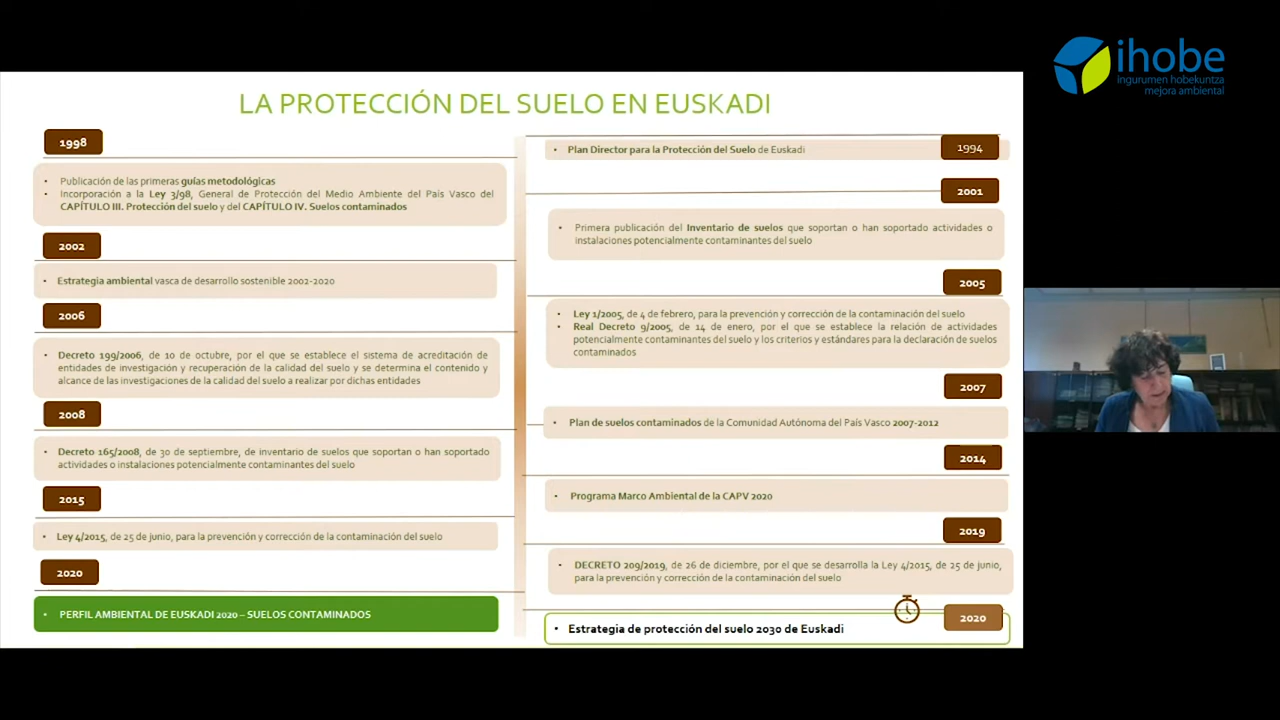 ihobe
ingurumen hobekuntza
mejora ambiental
LA PROTECCIÓN DEL SUELO EN EUSKADI
1998
• Publicación de las primeras guías metodológicas
• Incorporación a la Ley 3/98, General de Protección del Medio Ambiente del País Vasco del
CAPÍTULO III. Protección del suelo y del CAPÍTULO IV. Suelos contaminados
2002
• Estrategia ambiental vasca de desarrollo sostenible 2002-2020
2006
• Decreto 199/2006, de 10 de octubre, por el que se establece el sistema de acreditación de
entidades de investigación y recuperación de la calidad del suelo y se determina el contenido y
alcance de las investigaciones de la calidad del suelo a realizar por dichas entidades
2008
• Decreto 165/2008, de 30 de septiembre, de inventario de suelos que soportan o han soportado
actividades o instalaciones potencialmente contaminantes del suelo
2015
• Ley 4/2015, de 25 de junio, para la prevención y corrección de la contaminación del suelo
2020
• PERFIL AMBIENTAL DE EUSKADI 2020 – SUELOS CONTAMINADOS
• Plan Director para la Protección del Suelo de Euskadi
1994
2001
• Primera publicación del Inventario de suelos que soportan o han soportado actividades o
instalaciones potencialmente contaminantes del suelo
2005
• Ley 1/2005, de 4 de febrero, para la prevención y corrección de la contaminación del suelo
• Real Decreto 9/2005, de 14 de enero, por el que se establece la relación de actividades
potencialmente contaminantes del suelo y los criterios y estándares para la declaración de suelos
contaminados
2007
• Plan de suelos contaminados de la Comunidad Autónoma del País Vasco 2007-2012
2014
• Programa Marco Ambiental de la CAPV 2020
2019
• DECRETO 209/2019, de 26 de diciembre, por el que se desarrolla la Ley 4/2015, de 25 de junio,
para la prevención y corrección de la contaminación del suelo
2020
• Estrategia de protección del suelo 2030 de Euskadi